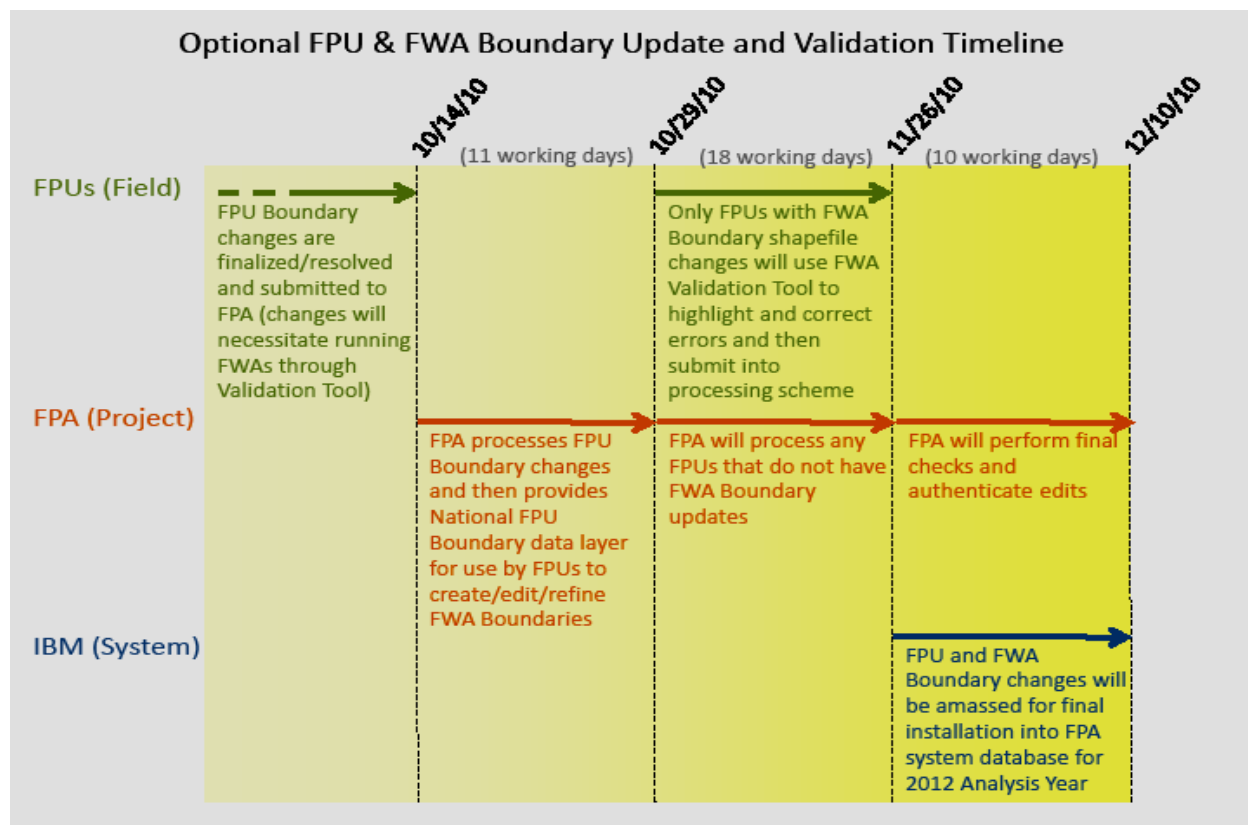 Optional FPU & FWA Boundary Update and Validation Timeline
10/14/10
10/29/10
11/26/10
12/10/10
(11 working days)
(18 working days)
(10 working days)
FPUs (Field)
FPU Boundary
changes are
finalized/resolved
and submitted to
FPA (changes will
necessitate running
FWAs through
Validation Tool)
Only FPUs with FWA
Boundary shapefile
changes will use FWA
Validation Tool to
highlight and correct
errors and then
submit into
processing scheme
FPA (Project)
FPA processes FPU
Boundary changes
and then provides
National FPU
Boundary data layer
for use by FPUs to
create/edit/refine
FWA Boundaries
FPA will process any
FPUs that do not have
FWA Boundary
updates
FPA will perform final
checks and
authenticate edits
IBM (System)
FPU and FWA
Boundary changes will
be amassed for final
installation into FPA
system database for
2012 Analysis Year